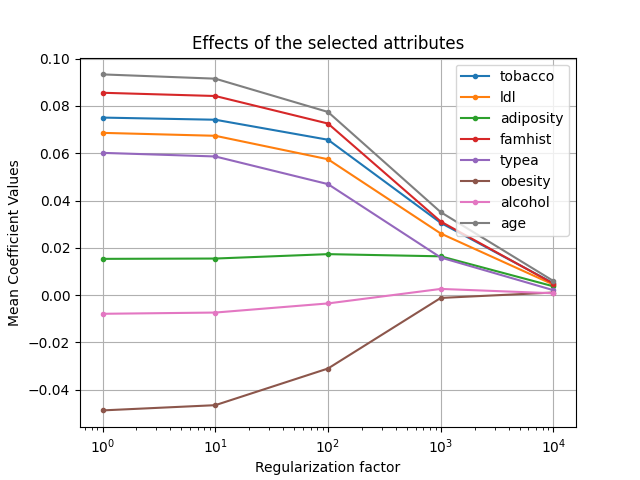 Effects of the selected attributes
0.10
0.08
0.06
0.04
0.02
0.00
−0.02
−0.04
Mean Coefficient Values
tobacco
ldl
adiposity
famhist
typea
obesity
alcohol
age
10⁰ 10¹ 10² 10³ 10⁴
Regularization factor